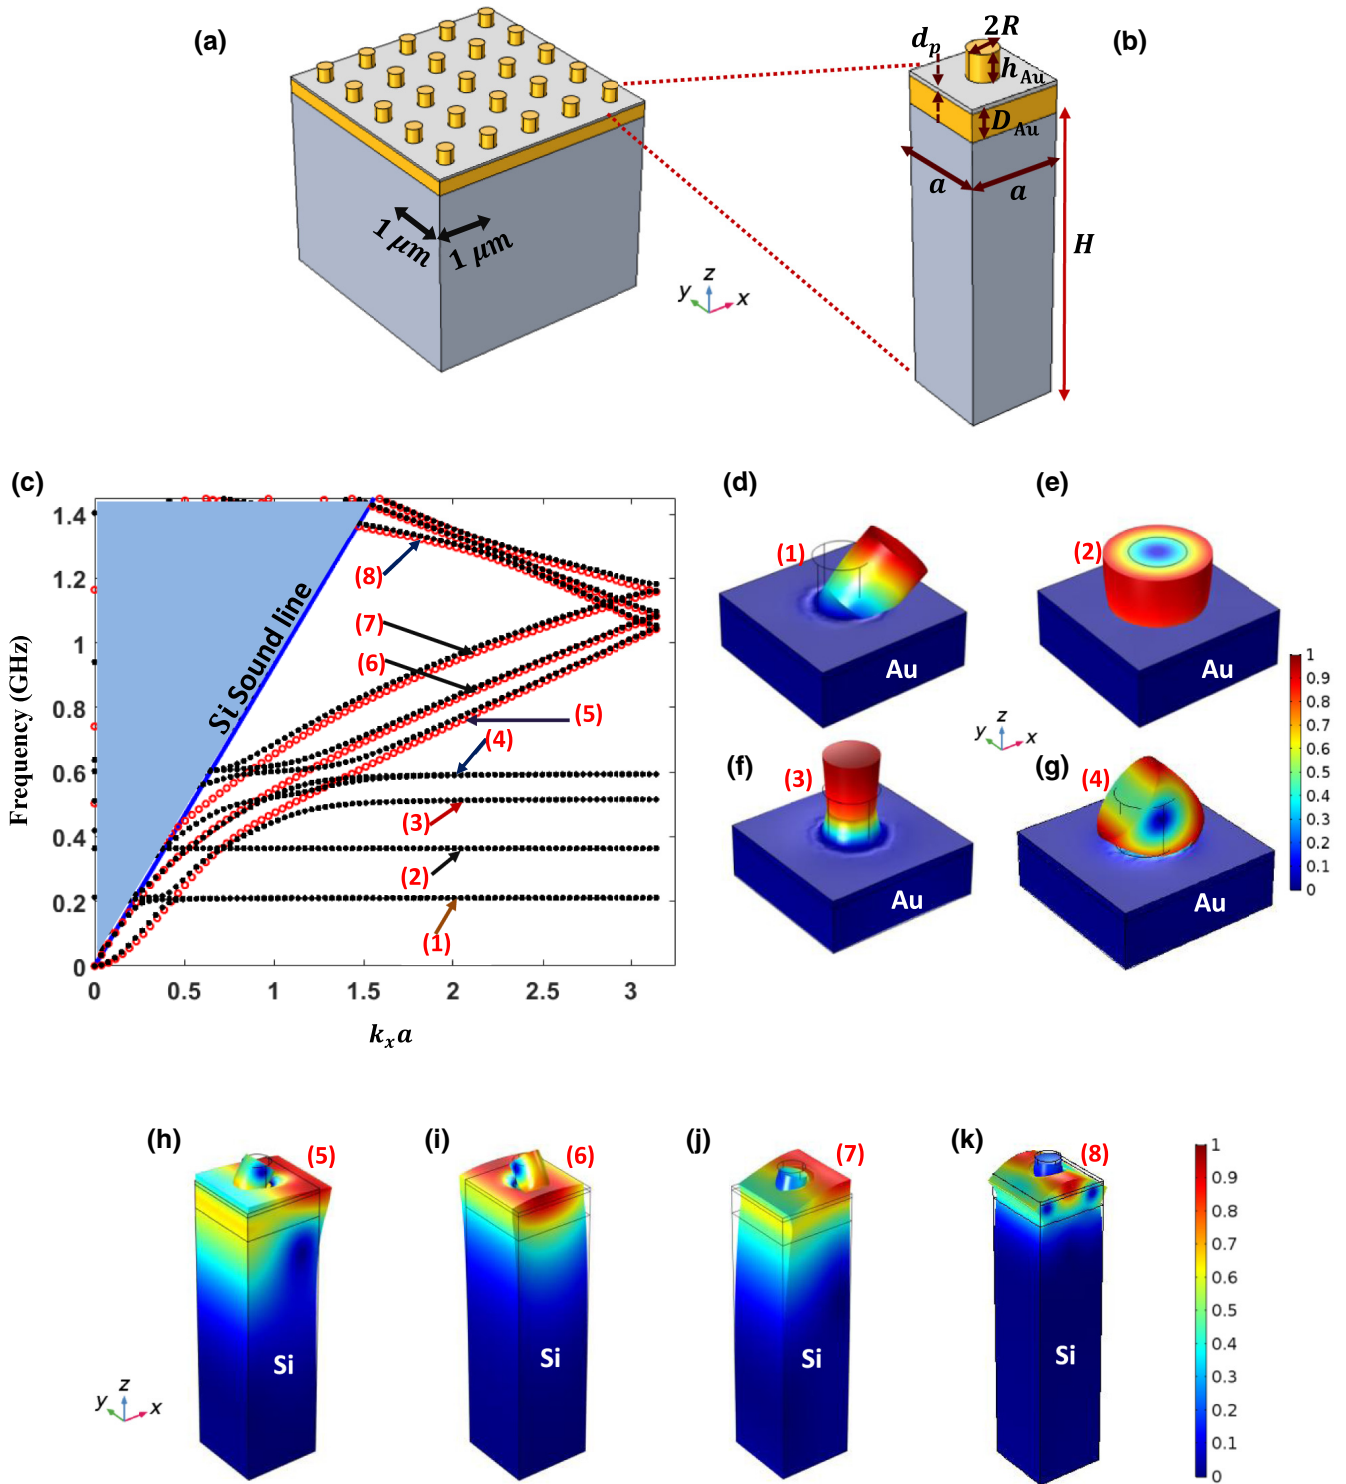 (a)
1 μm
1 μm
z
y
x
(b)
2R
d_p
h_Au
D_Au
a
a
H
(c)
1.4
1.2
1
0.8
0.6
0.4
0.2
0
Frequency (GHz)
Si Sound line
(8)
(7)
(6)
(5)
(4)
(3)
(2)
(1)
0
0.5
1
1.5
2
2.5
3
k_x a
(d)
(1)
Au
(e)
(2)
Au
z
y
x
(f)
(3)
Au
(g)
(4)
Au
1
0.9
0.8
0.7
0.6
0.5
0.4
0.3
0.2
0.1
0
(h)
(5)
Si
z
y
x
(i)
(6)
Si
(j)
(7)
Si
(k)
(8)
Si
1
0.9
0.8
0.7
0.6
0.5
0.4
0.3
0.2
0.1
0